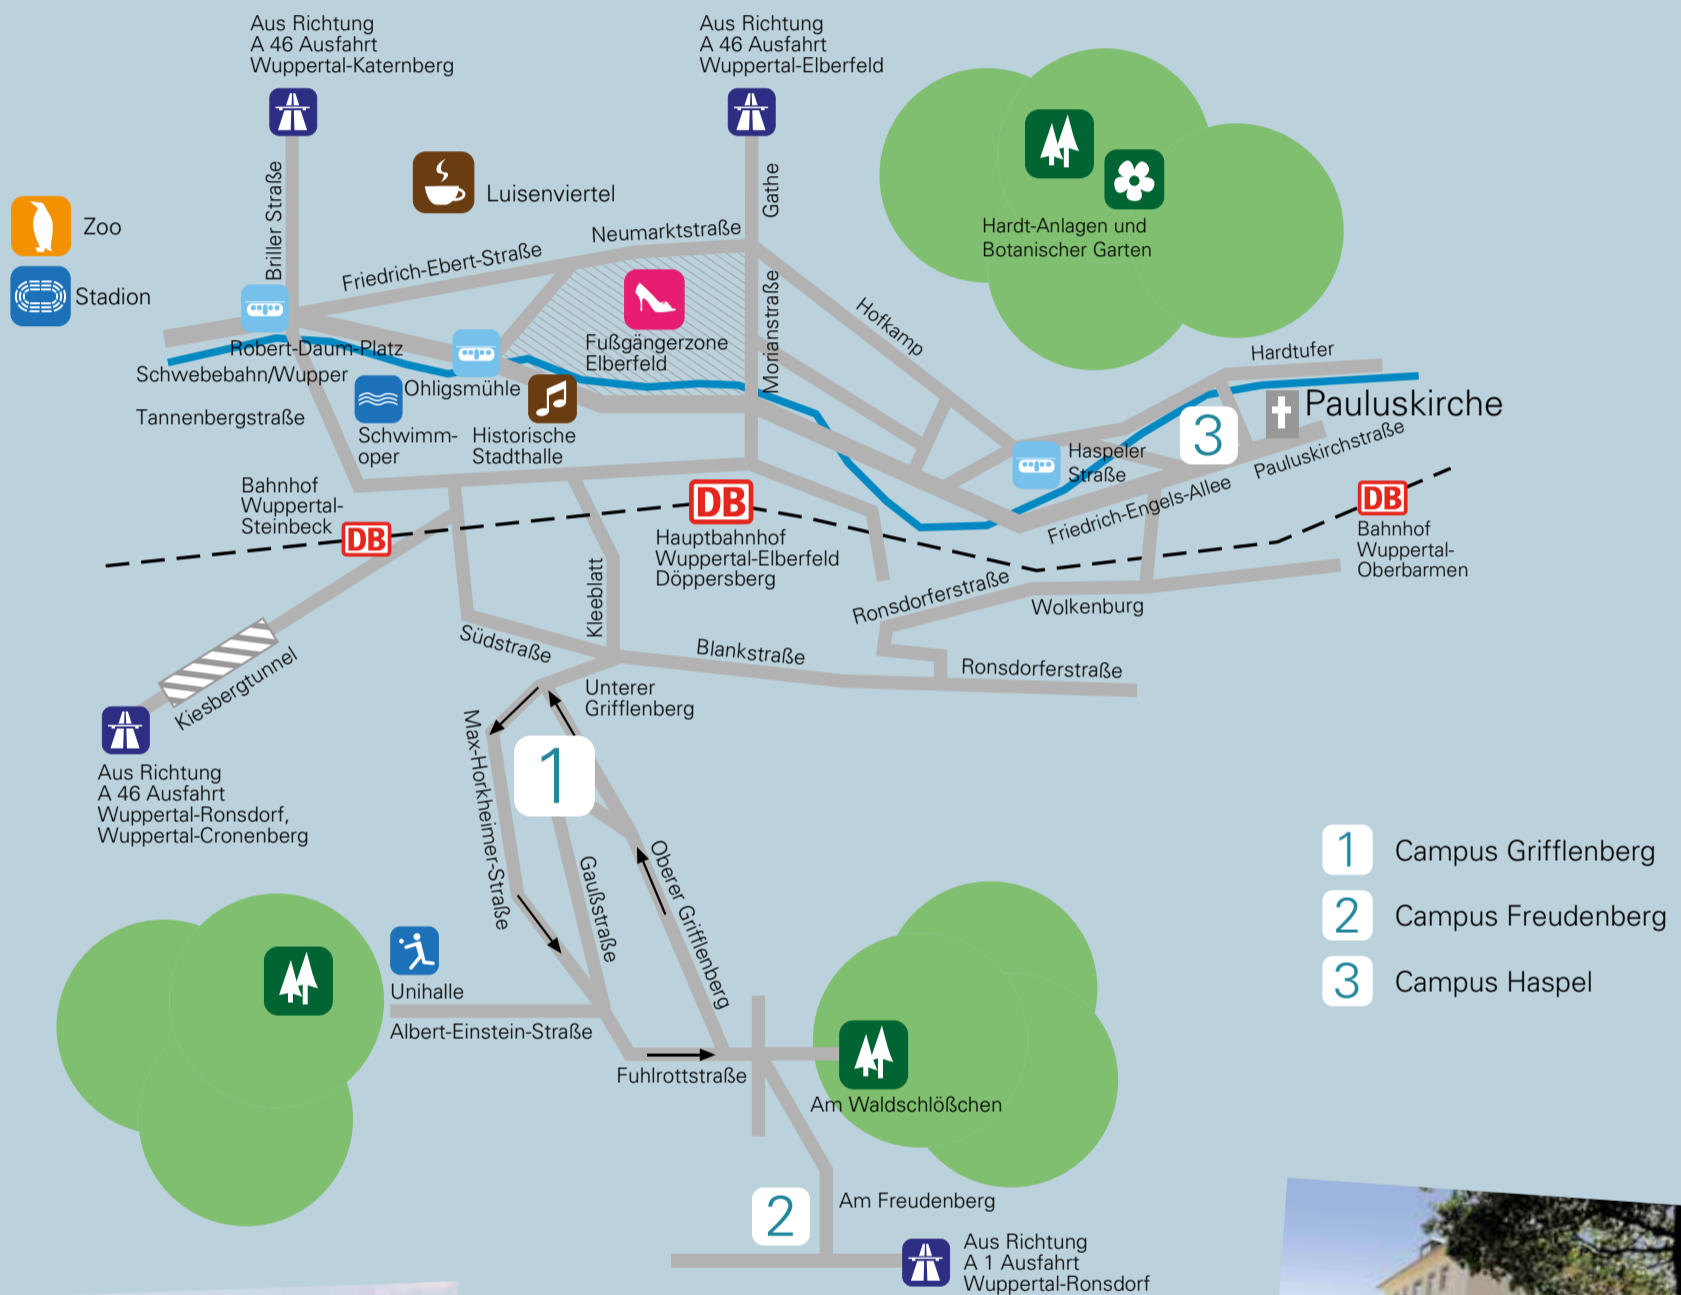 Aus Richtung
A 46 Ausfahrt
Wuppertal-Katernberg
Aus Richtung
A 46 Ausfahrt
Wuppertal-Elberfeld
Briller Straße
Luisenviertel
Gathe
Zoo
Stadion
Friedrich-Ebert-Straße
Neumarktstraße
Hardt-Anlagen und
Botanischer Garten
Morianstraße
Hofkamp
Fußgängerzone
Elberfeld
Robert-Daum-Platz
Schwebebahn/Wupper
Ohligsmühle
Tannenbergstraße
Schwimm-
oper
Historische
Stadthalle
Hardtufer
3
Pauluskirche
Pauluskirchstraße
Haspeler
Straße
Friedrich-Engels-Allee
Bahnhof
Wuppertal-
Steinbeck
DB
DB
Hauptbahnhof
Wuppertal-Elberfeld
Döppersberg
DB
Bahnhof
Wuppertal-
Oberbarmen
Kleeblatt
Südstraße
Blankstraße
Ronsdorferstraße
Wolkenburg
Ronsdorferstraße
Kiesbergtunnel
Aus Richtung
A 46 Ausfahrt
Wuppertal-Ronsdorf,
Wuppertal-Cronenberg
Unterer
Grifflenberg
1
Max-Horkheimer-Straße
Gaußstraße
Oberer Grifflenberg
1 Campus Grifflenberg
2 Campus Freudenberg
3 Campus Haspel
Unihalle
Albert-Einstein-Straße
Fuhlrottstraße
Am Waldschlößchen
2
Am Freudenberg
Aus Richtung
A 1 Ausfahrt
Wuppertal-Ronsdorf